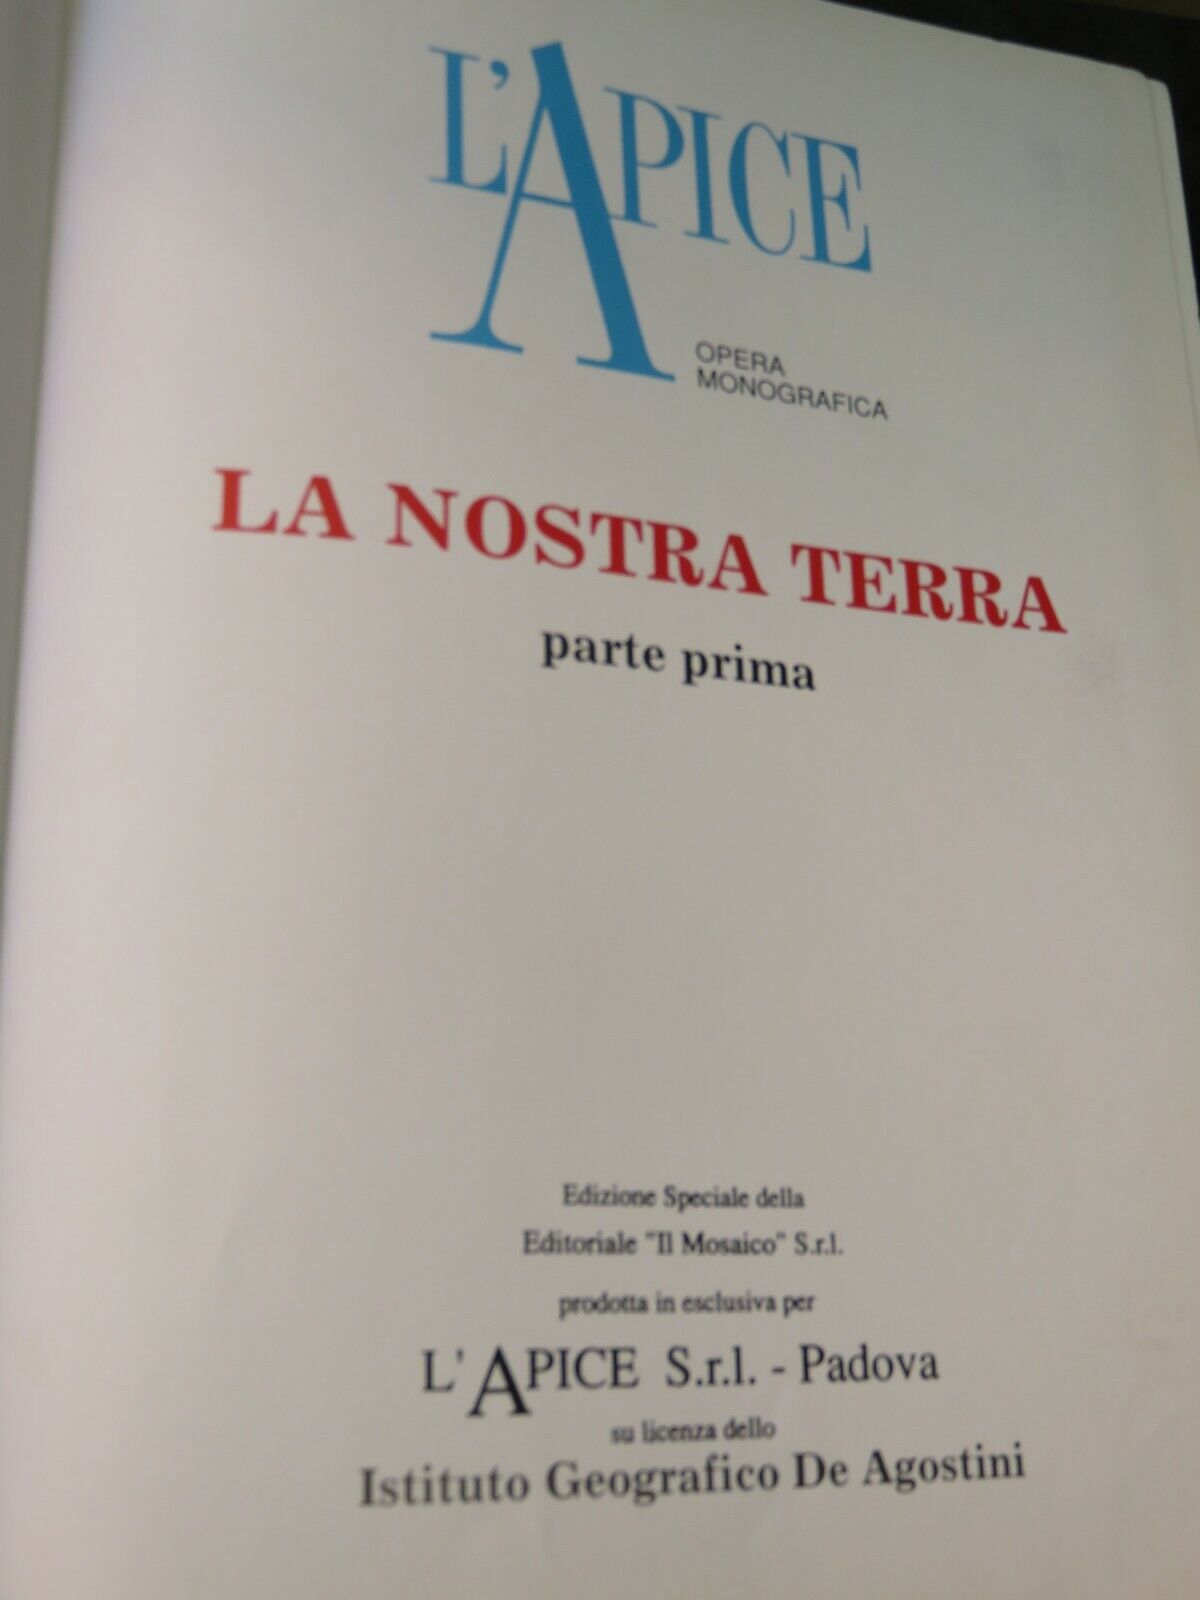 L'APICE
OPERA
MONOGRAFICA
LA NOSTRA TERRA
parte prima
Edizione Speciale della
Editoriale "Il Mosaico" S.r.l.
prodotta in esclusiva per
L'APICE S.r.l. - Padova
su licenza dello
Istituto Geografico De Agostini